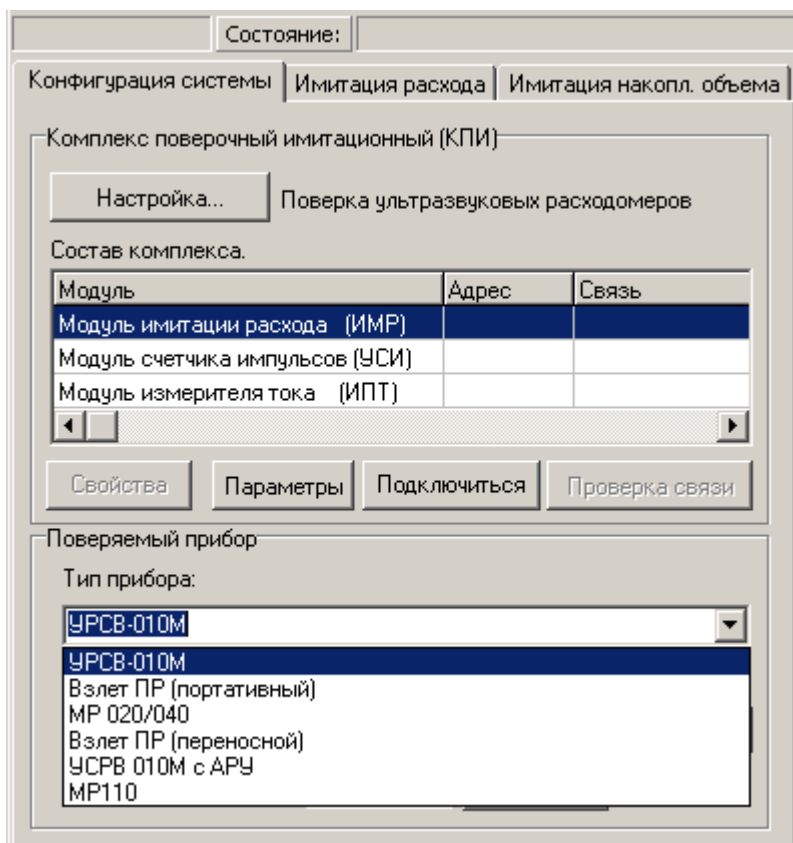 Состояние:
Конфигурация системы Имитация расхода Имитация накопл. объема
Комплекс поверочный имитационный (КПИ)
Настройка... Поверка ультразвуковых расходомеров
Состав комплекса.
Модуль Адрес Связь
Модуль имитации расхода (ИМР)
Модуль счетчика импульсов (УСИ)
Модуль измерителя тока (ИПТ)
Свойства Параметры Подключиться Проверка связи
Поверяемый прибор
Тип прибора:
УРСВ-010М
УРСВ-010М
Взлет ПР (портативный)
МР 020/040
Взлет ПР (переносной)
УСРВ 010М с АРУ
МР110